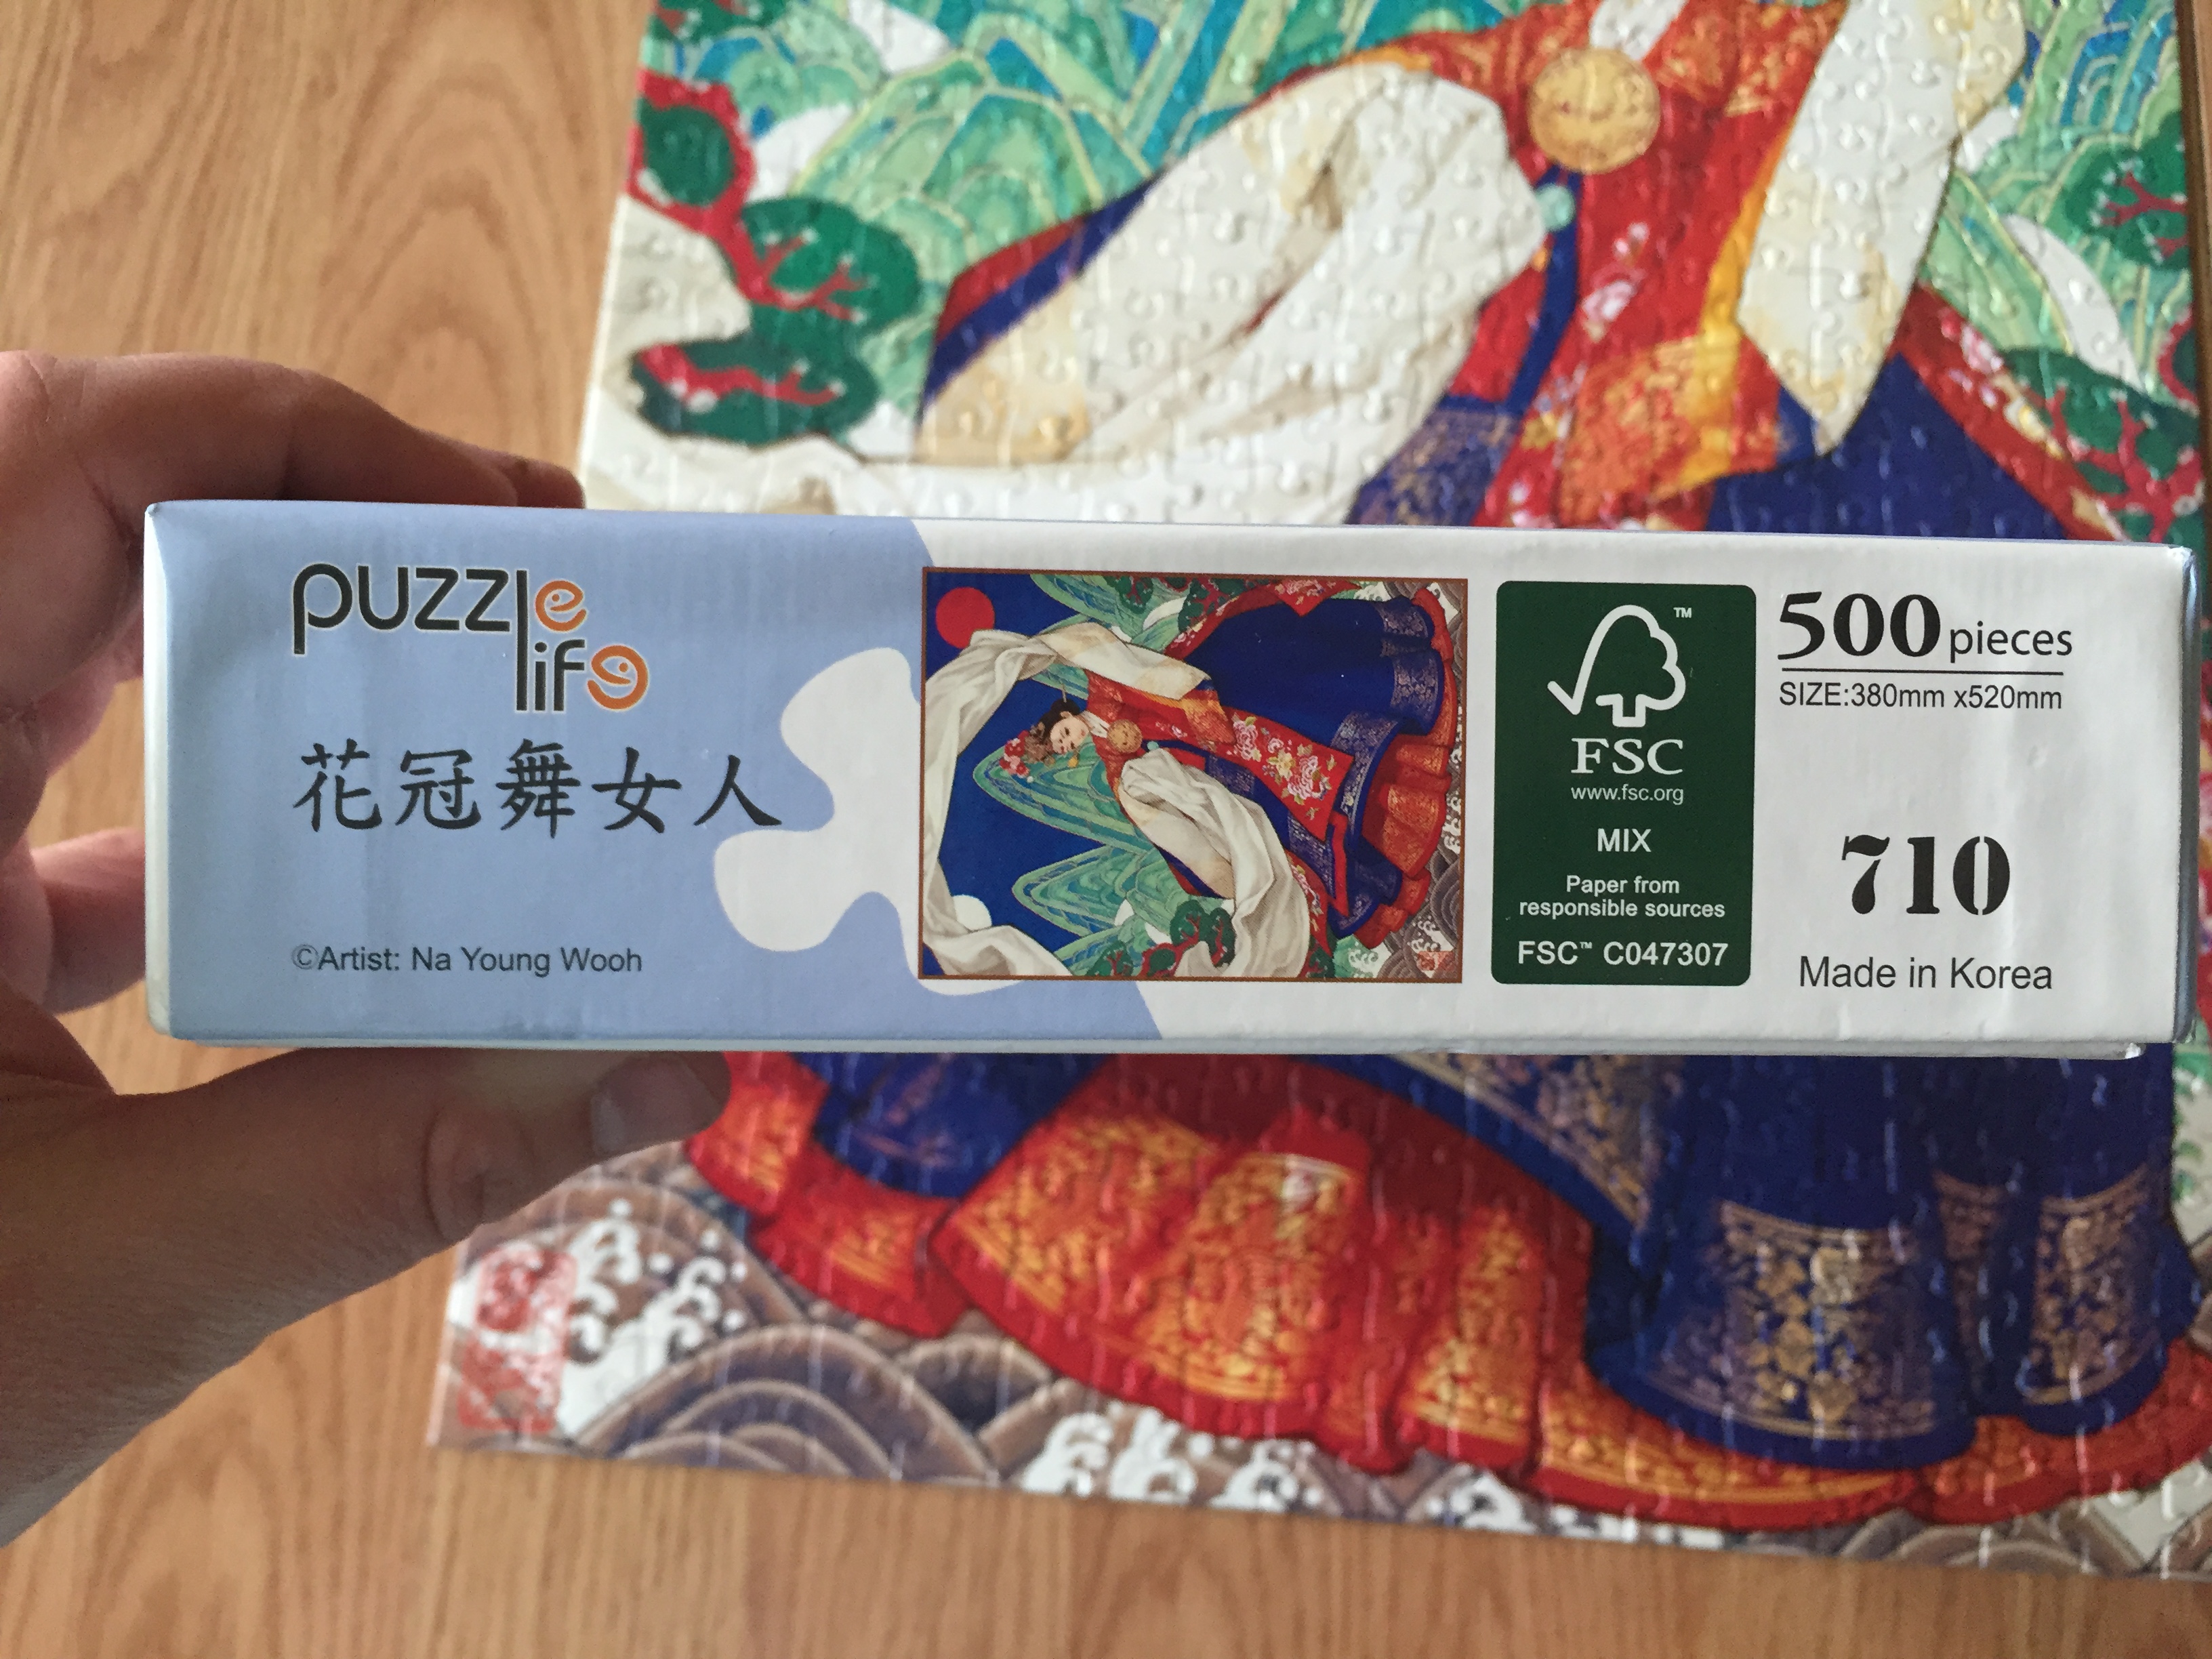 puzzle
life
花冠舞女人
©Artist: Na Young Wooh
TM
FSC
www.fsc.org
MIX
Paper from
responsible sources
FSC™ C047307
500 pieces
SIZE:380mm x520mm
710
Made in Korea